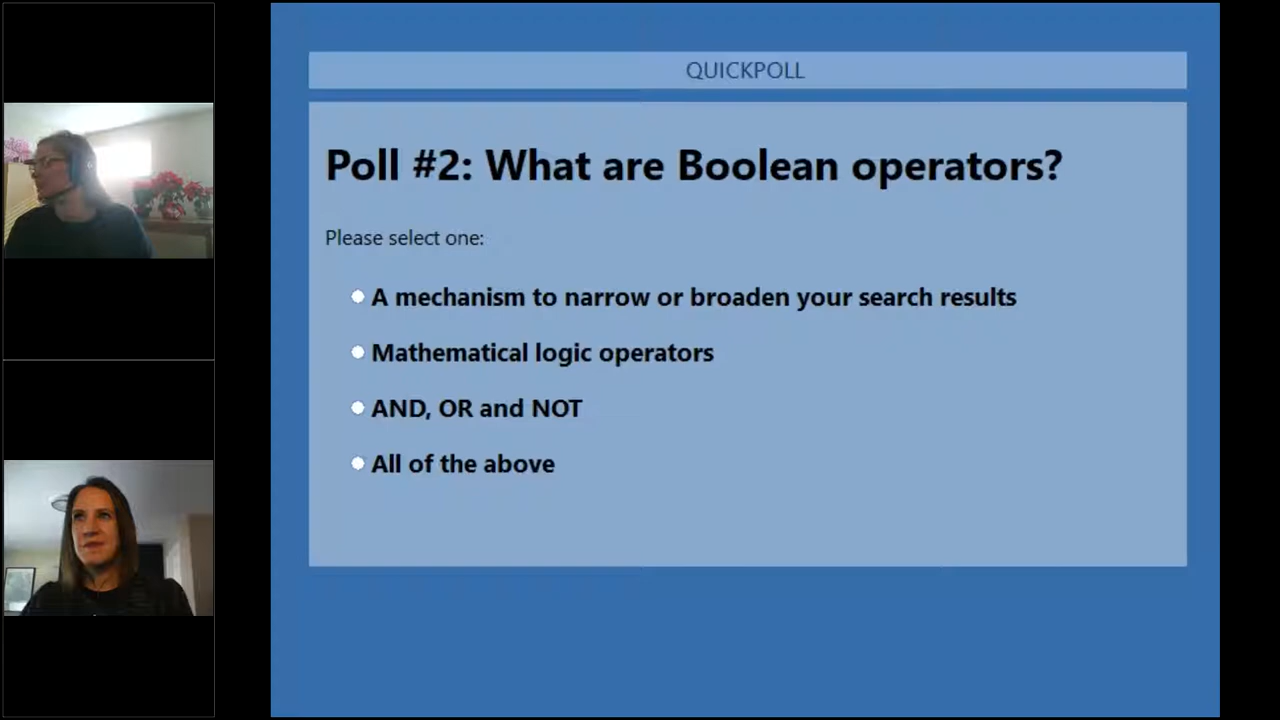 QUICKPOLL
Poll #2: What are Boolean operators?
Please select one:
A mechanism to narrow or broaden your search results
Mathematical logic operators
AND, OR and NOT
All of the above